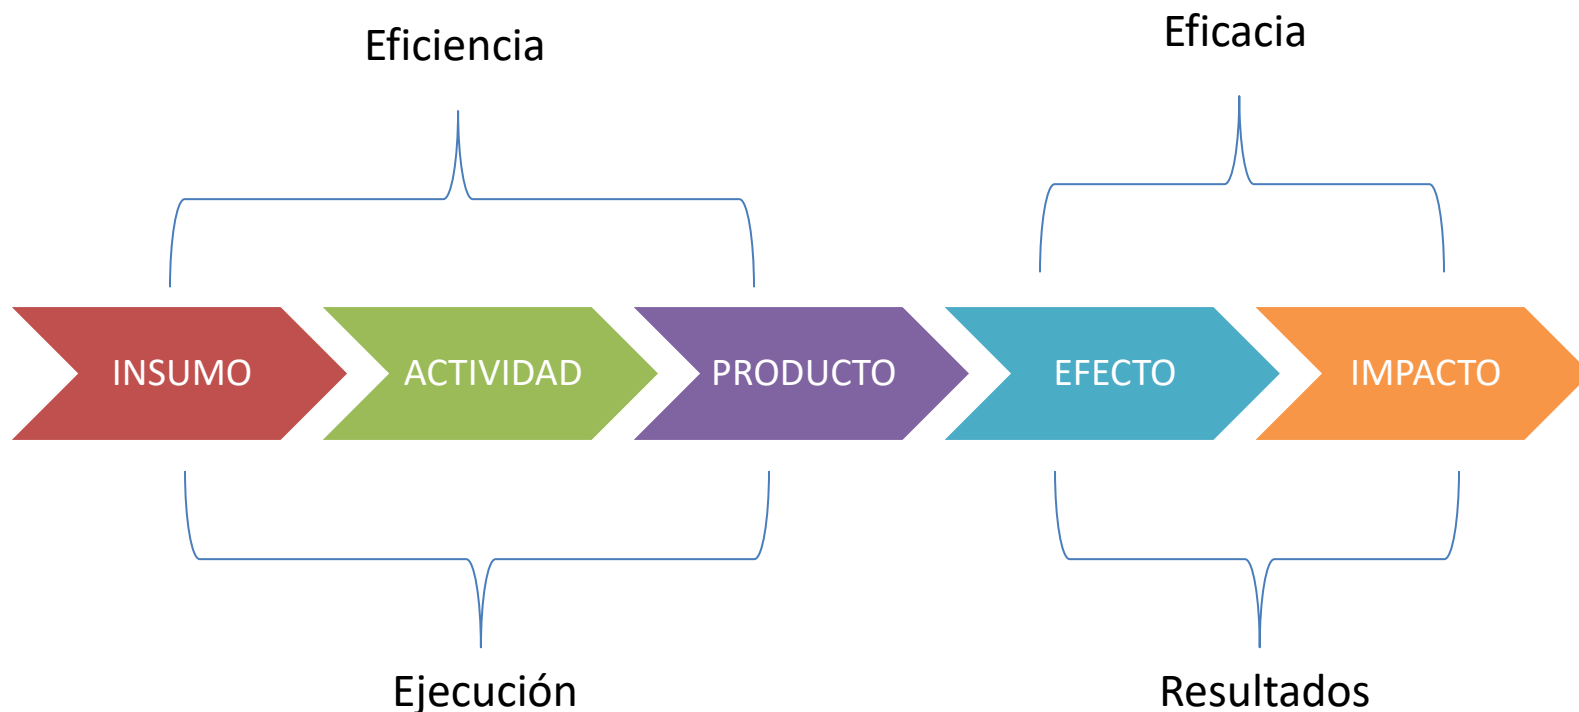 Eficiencia
Eficacia
INSUMO
ACTIVIDAD
PRODUCTO
EFECTO
IMPACTO
Ejecución
Resultados